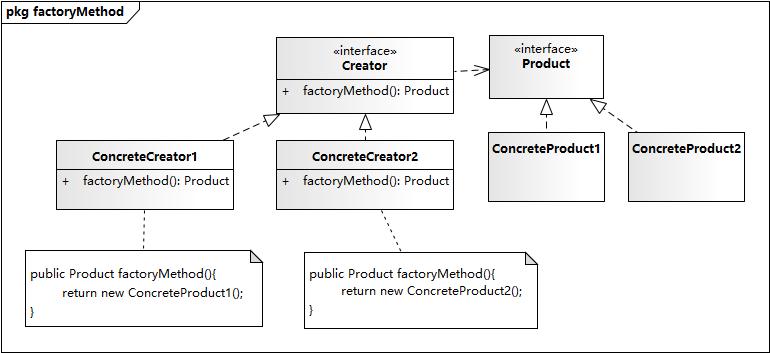 pkg factoryMethod
«interface»
Creator
+ factoryMethod(): Product
«interface»
Product
ConcreteCreator1
+ factoryMethod(): Product
ConcreteCreator2
+ factoryMethod(): Product
ConcreteProduct1
ConcreteProduct2
public Product factoryMethod(){
return new ConcreteProduct1();
}
public Product factoryMethod(){
return new ConcreteProduct2();
}